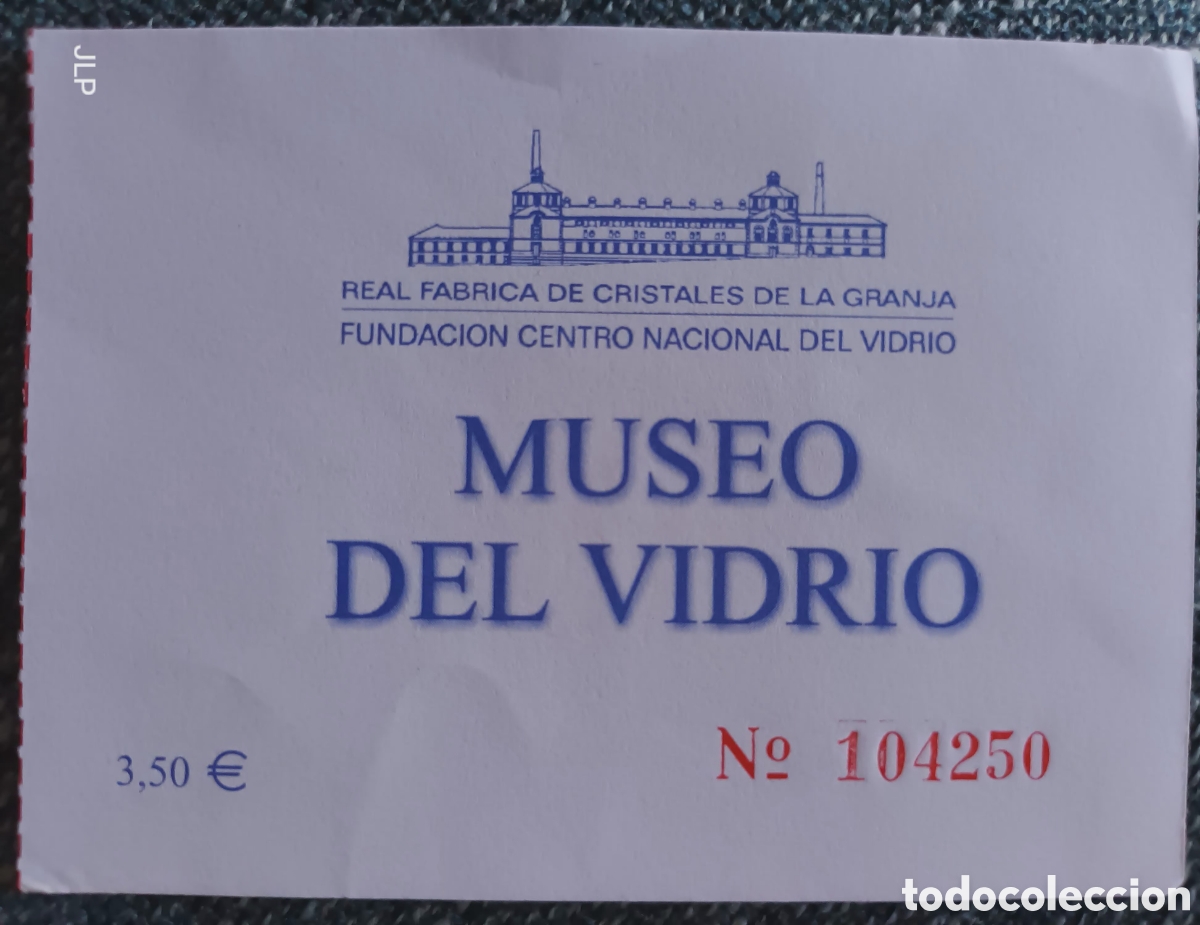 JLP
REAL FABRICA DE CRISTALES DE LA GRANJA
FUNDACION CENTRO NACIONAL DEL VIDRIO
MUSEO
DEL VIDRIO
3,50 €
Nº 104250
todocoleccion